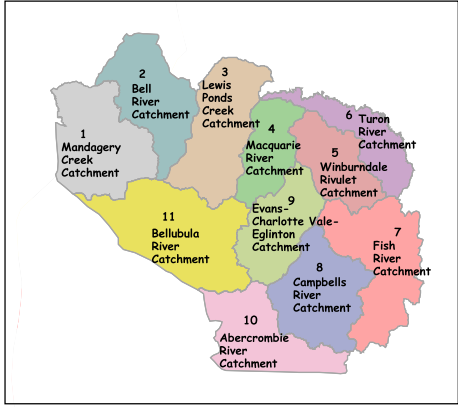 1
Mandagery
Creek
Catchment
2
Bell
River
Catchment
3
Lewis
Ponds
Creek
Catchment
4
Macquarie
River
Catchment
5
Winburndale
Rivulet
Catchment
6
Turon
River
Catchment
7
Fish
River
Catchment
8
Campbells
River
Catchment
9
Evans-
Charlotte Vale-
Eglinton
Catchment
10
Abercrombie
River
Catchment
11
Bellubula
River
Catchment